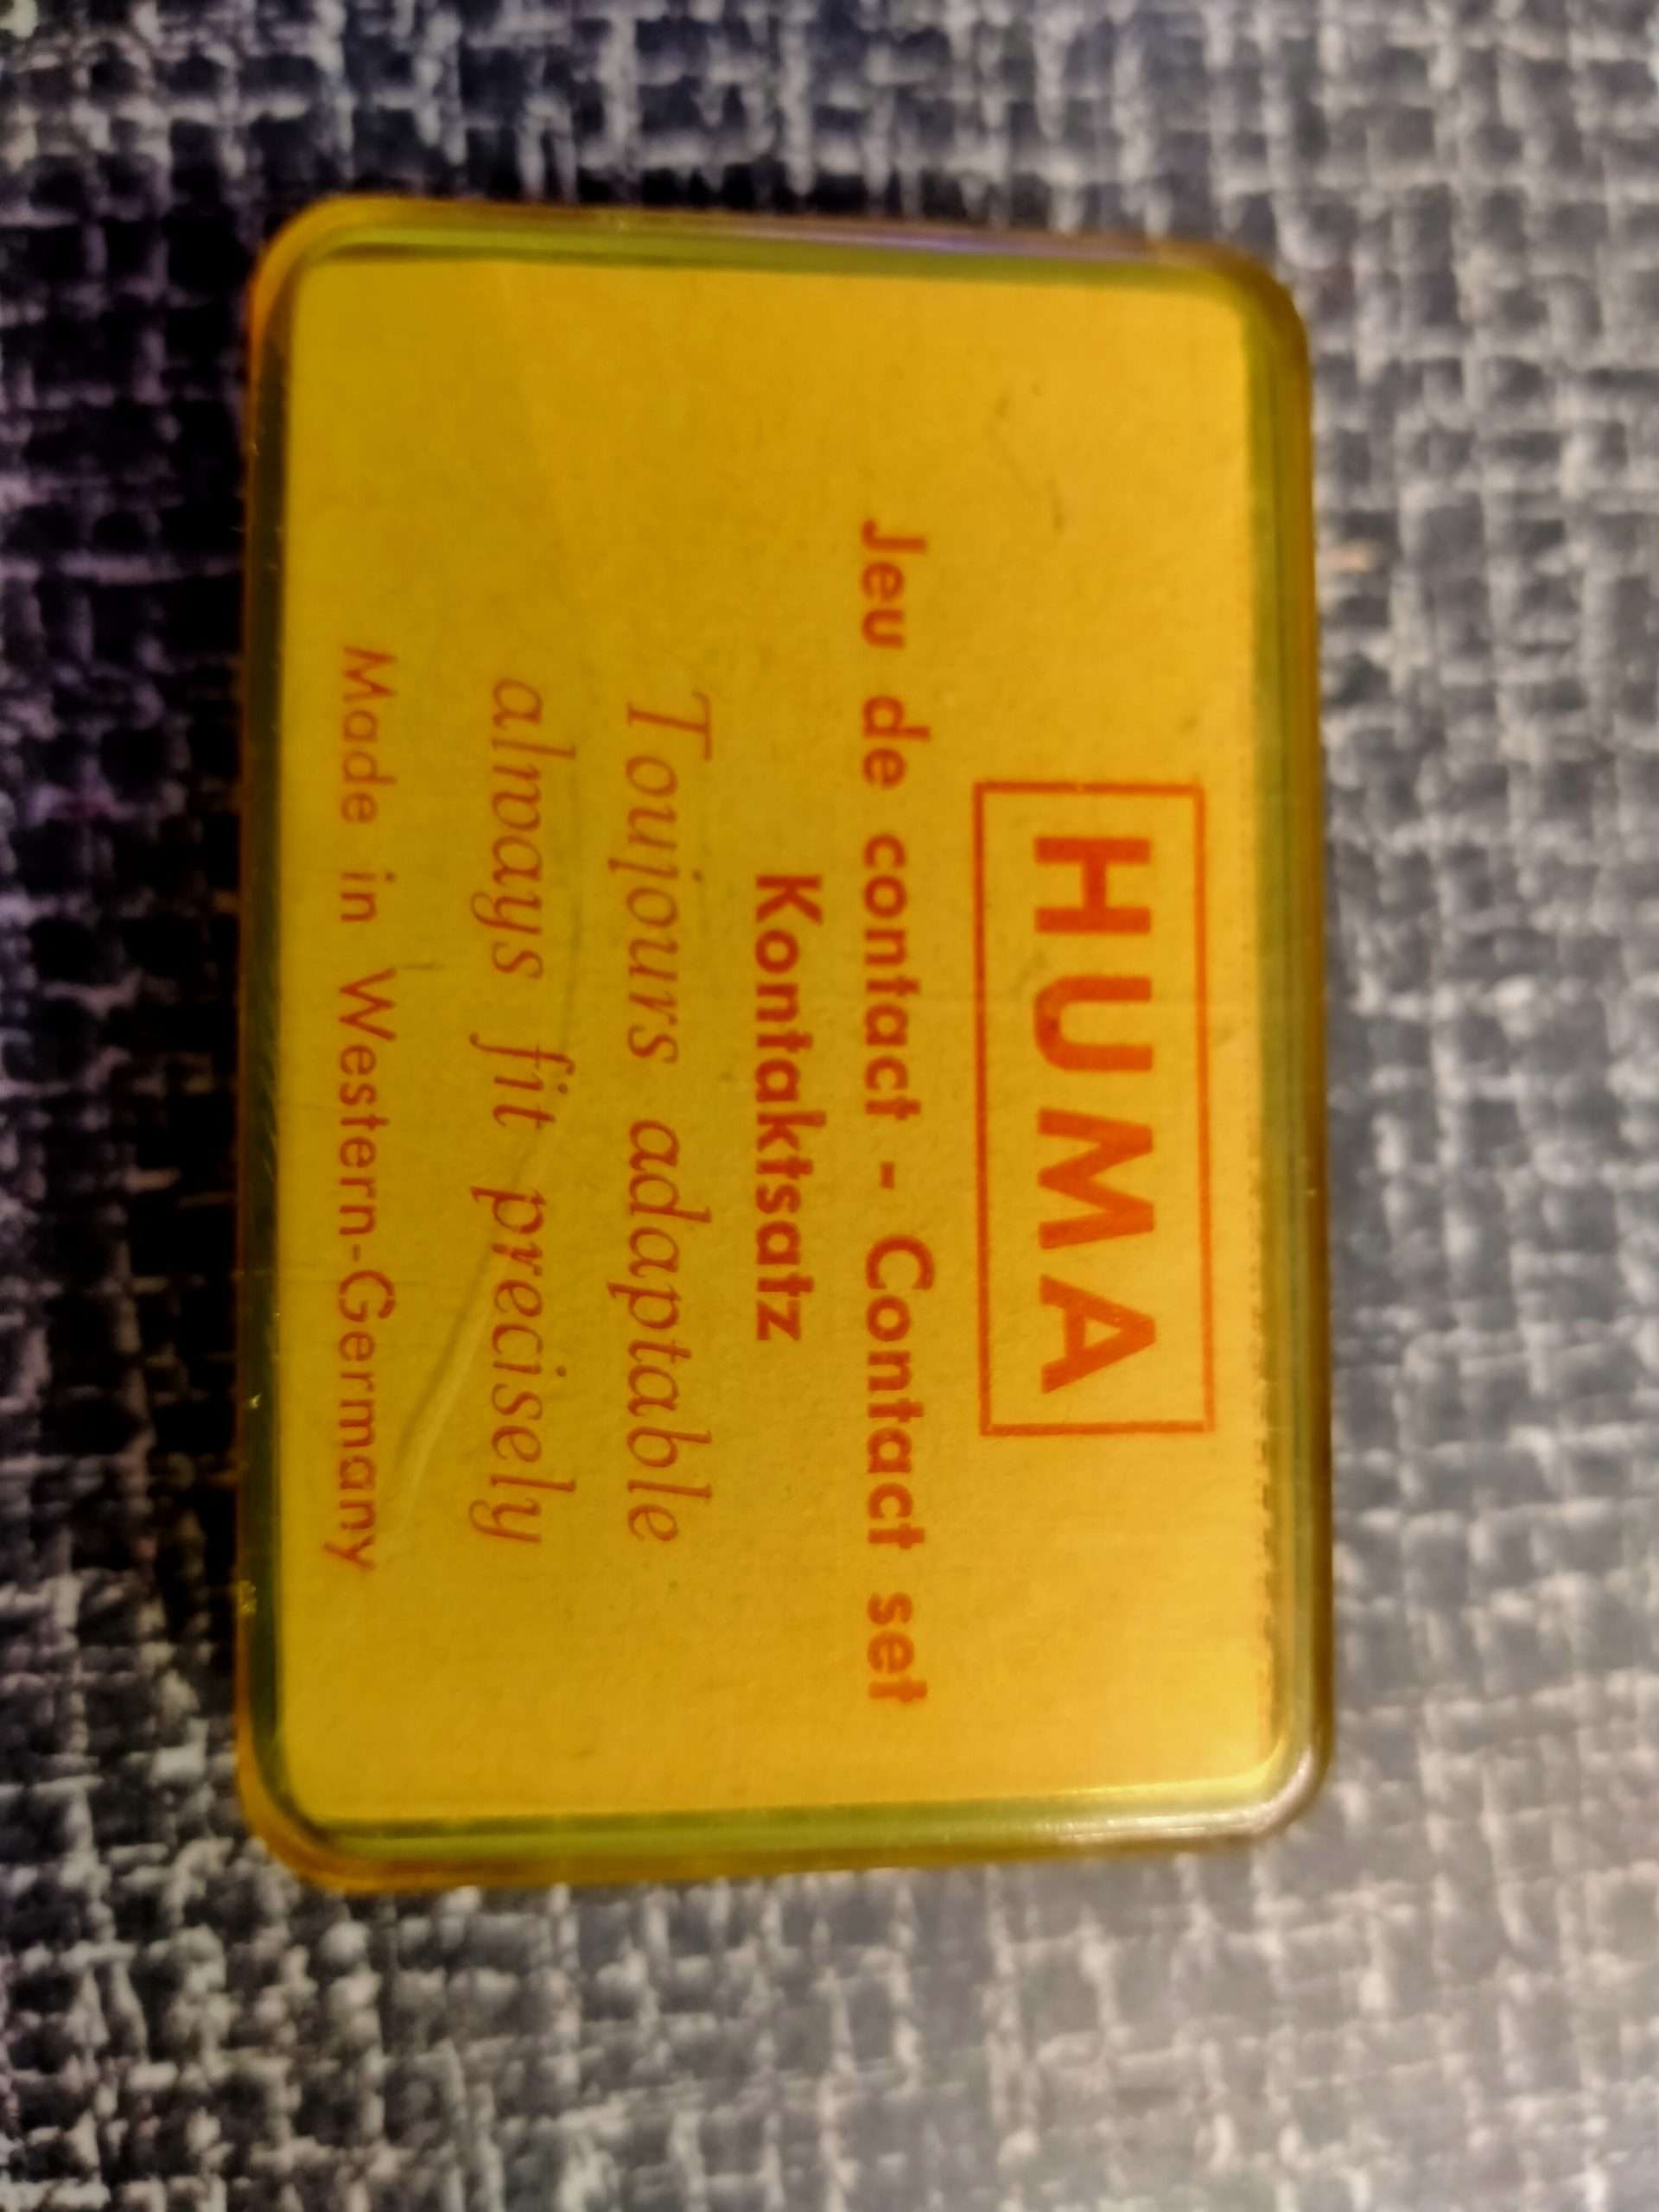 HUMA
Jeu de contact - Contact set
Kontaktsatz
Toujours adaptable
always fit precisely
Made in Western-Germany